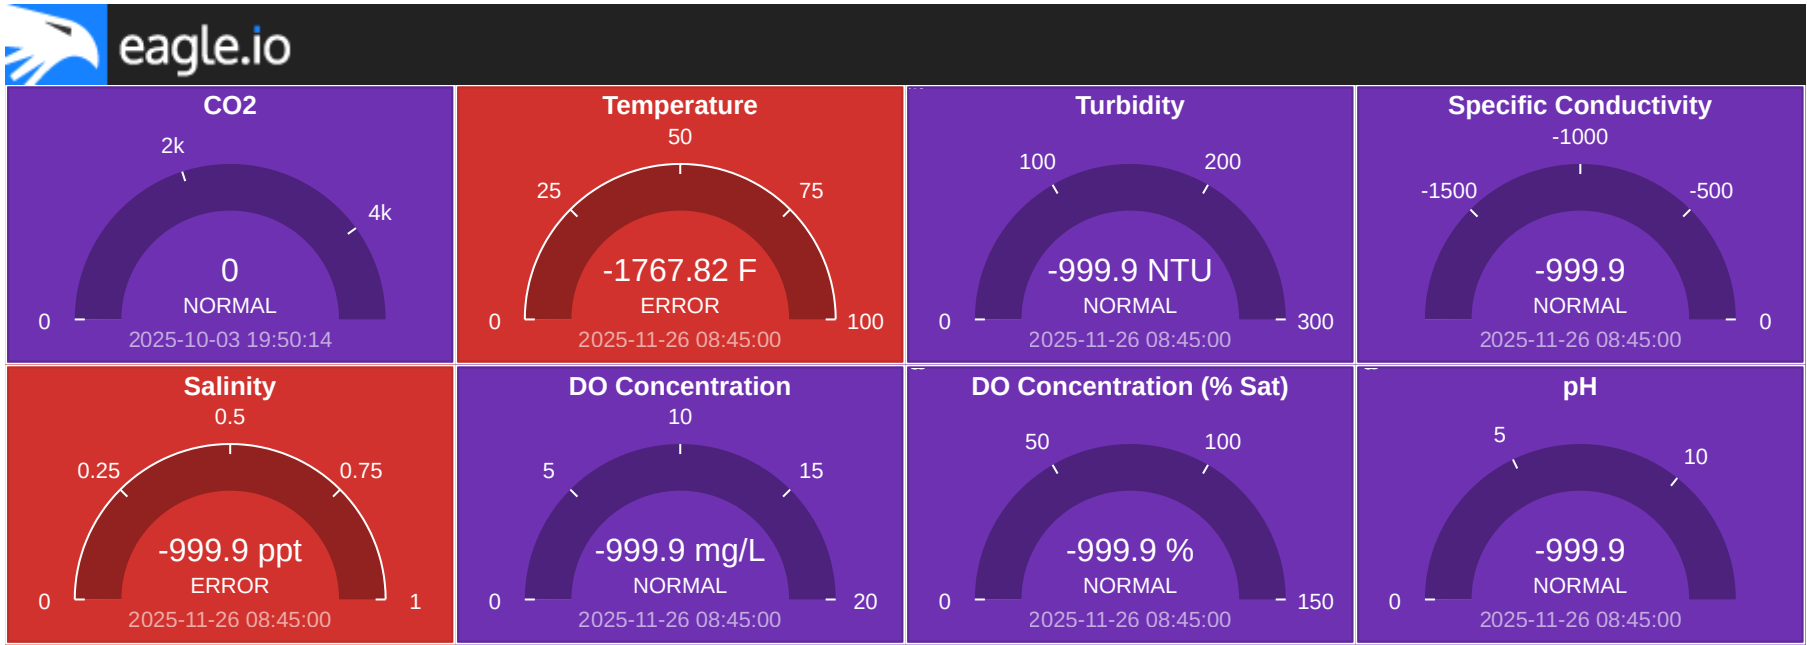 eagle.io
CO2
2k
4k
0
0
NORMAL
2025-10-03 19:50:14
Temperature
50
25
75
-1767.82 F
ERROR
0
100
2025-11-26 08:45:00
Turbidity
100
200
-999.9 NTU
NORMAL
0
300
2025-11-26 08:45:00
Specific Conductivity
-1000
-1500
-500
-999.9
NORMAL
0
2025-11-26 08:45:00
Salinity
0.5
0.25
0.75
-999.9 ppt
ERROR
0
1
2025-11-26 08:45:00
DO Concentration
10
5
15
-999.9 mg/L
NORMAL
0
20
2025-11-26 08:45:00
DO Concentration (% Sat)
50
100
-999.9 %
NORMAL
0
150
2025-11-26 08:45:00
pH
5
10
-999.9
NORMAL
0
2025-11-26 08:45:00